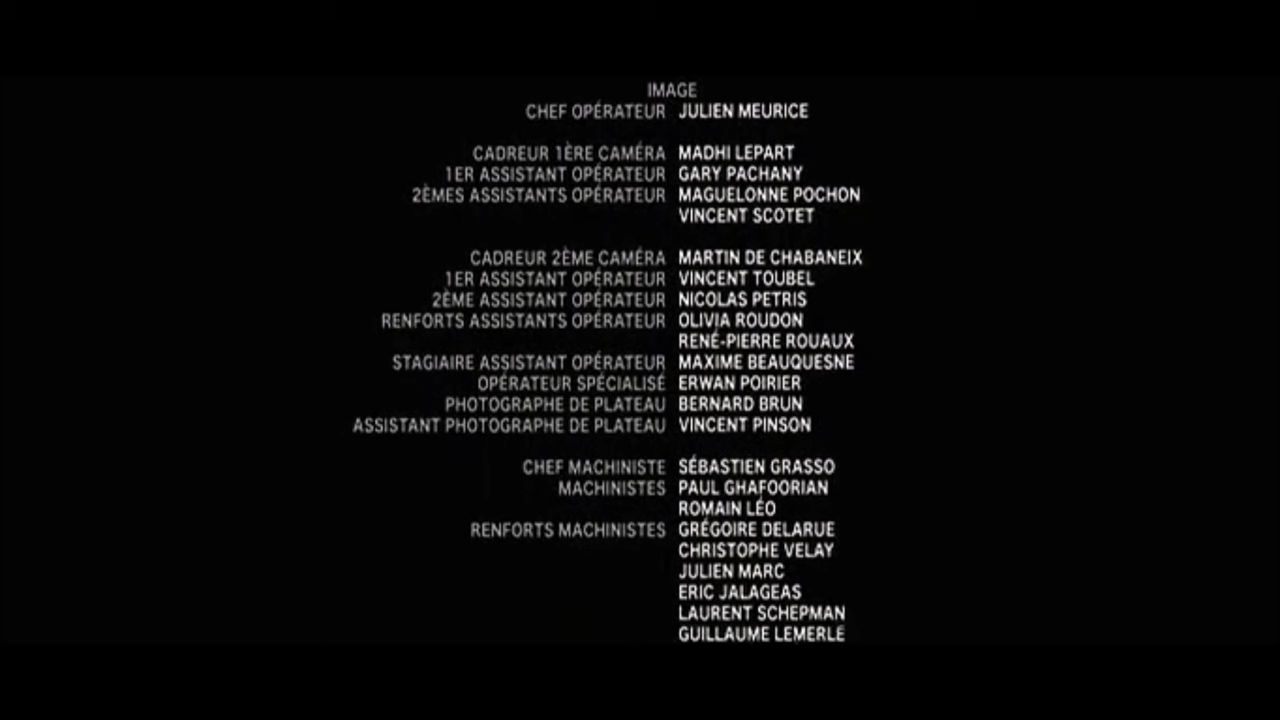 IMAGE
CHEF OPÉRATEUR JULIEN MEURICE
CADREUR 1ÈRE CAMÉRA MADHI LEPART
1ER ASSISTANT OPÉRATEUR GARY PACHANY
2ÈMES ASSISTANTS OPÉRATEUR MAGUELONNE POCHON
VINCENT SCOTET
CADREUR 2ÈME CAMÉRA MARTIN DE CHABANEIX
1ER ASSISTANT OPÉRATEUR VINCENT TOUBEL
2ÈME ASSISTANT OPÉRATEUR NICOLAS PETRIS
RENFORTS ASSISTANTS OPÉRATEUR OLIVIA ROUDON
RENÉ-PIERRE ROUAUX
STAGIAIRE ASSISTANT OPÉRATEUR MAXIME BEAUQUESNE
OPÉRATEUR SPÉCIALISÉ ERWAN POIRIER
PHOTOGRAPHE DE PLATEAU BERNARD BRUN
ASSISTANT PHOTOGRAPHE DE PLATEAU VINCENT PINSON
CHEF MACHINISTE SÉBASTIEN GRASSO
MACHINISTES PAUL GHAFOORIAN
ROMAIN LÉO
RENFORTS MACHINISTES GRÉGOIRE DELARUE
CHRISTOPHE VELAY
JULIEN MARC
ERIC JALAGEAS
LAURENT SCHEPMAN
GUILLAUME LEMERLE